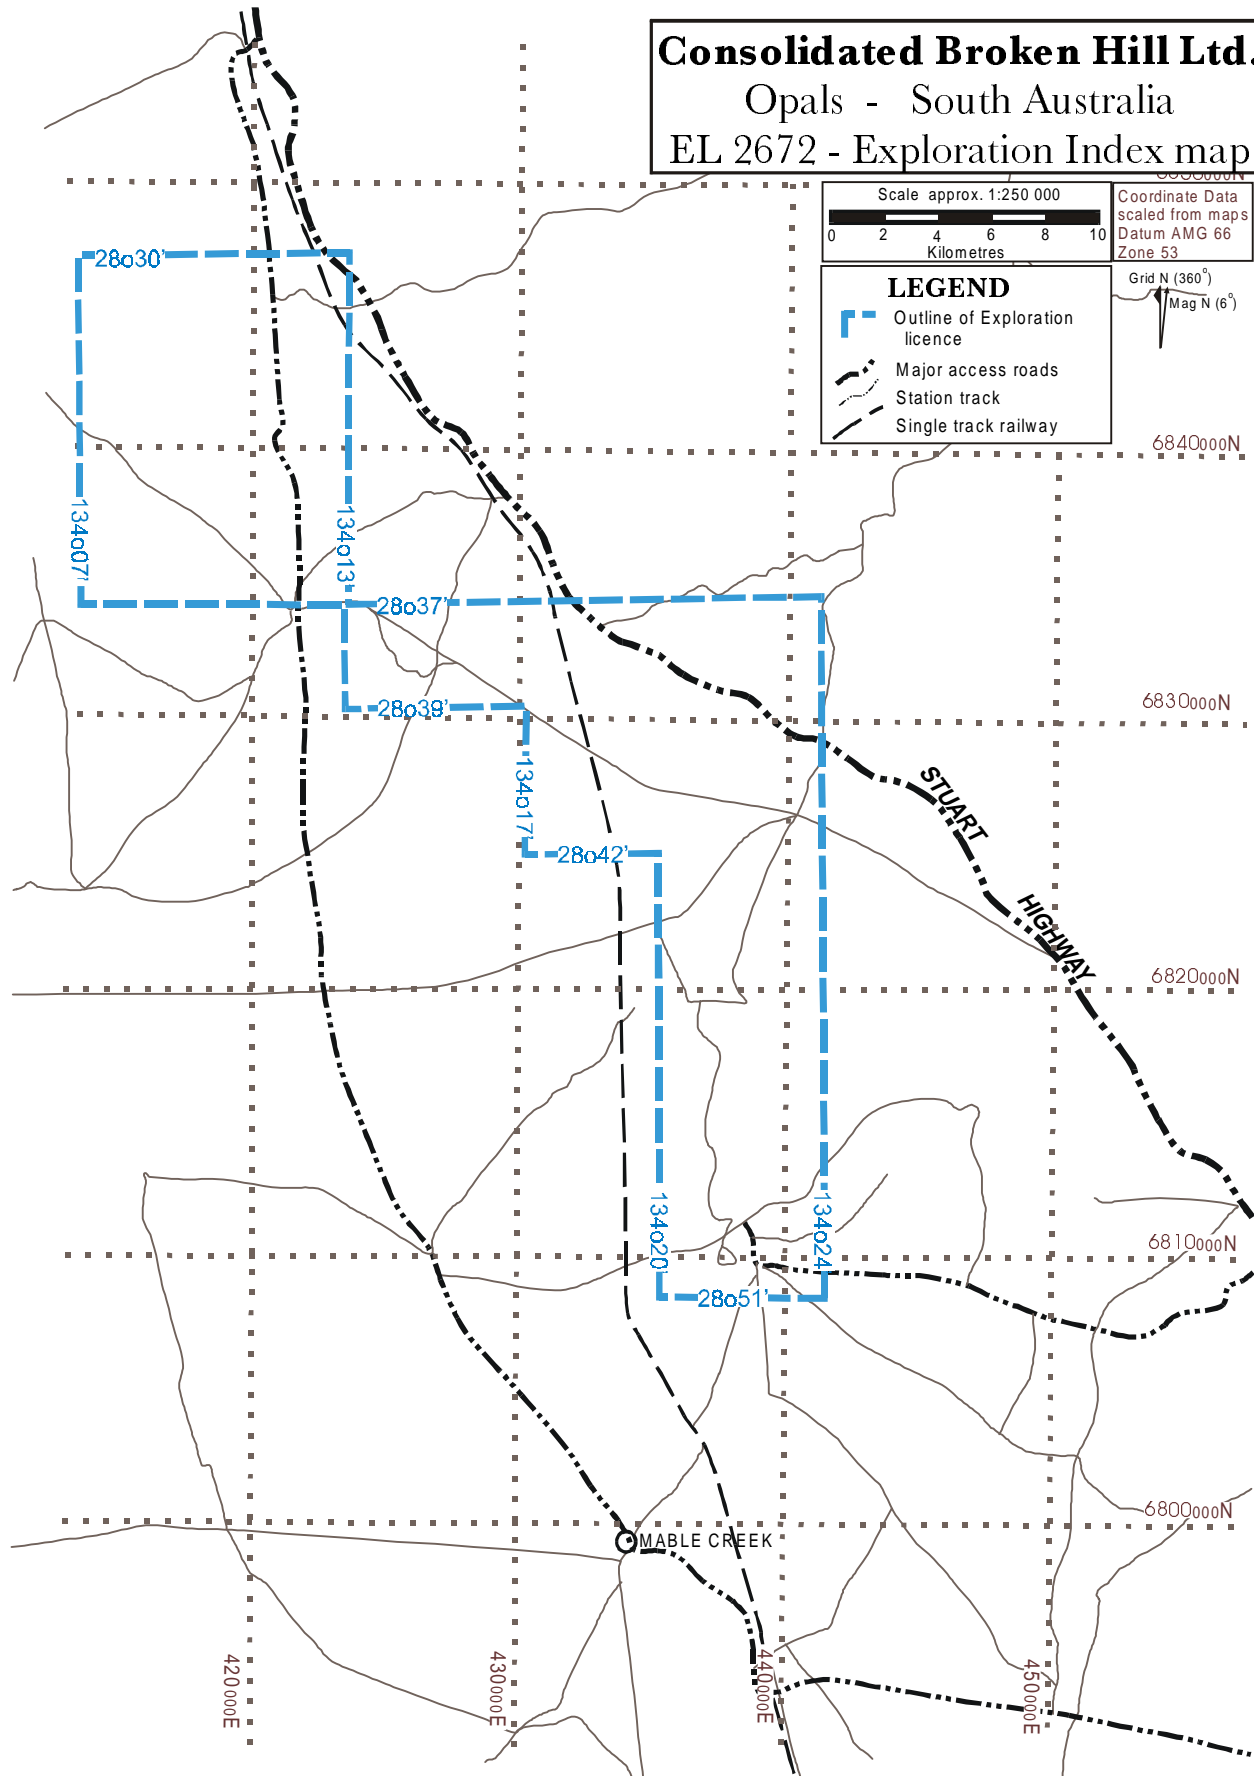 Consolidated Broken Hill Ltd.
Opals - South Australia
EL 2672 - Exploration Index map
Scale approx. 1:250 000
0 2 4 6 8 10
Kilometres
Coordinate Data
scaled from maps
Datum AMG 66
Zone 53
LEGEND
Outline of Exploration
licence
Major access roads
Station track
Single track railway
Grid N (360°)
Mag N (6°)
28o30'
6840000N
134o07'
134o13'
28o37'
28o39'
6830000N
134o17'
STUART
HIGHWAY
28o42'
6820000N
134o20'
134o24'
6810000N
28o51'
6800000N
MABLE CREEK
420000E
430000E
440000E
450000E